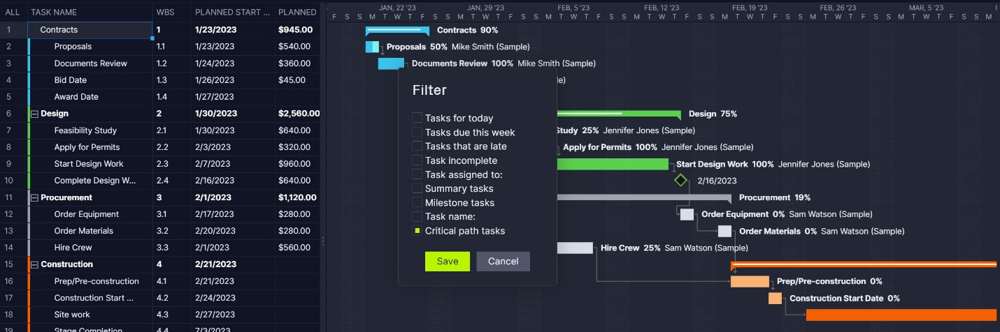 ALL TASK NAME WBS PLANNED START ... PLANNED
JAN, 22 '23 JAN, 29 '23 FEB, 5 '23 FEB, 12 '23 FEB, 19 '23 FEB, 26 '23 MAR, 5 '23
F S S M T W T F S S M T W T F S S M T W T F S S M T W T F S S M T W T F S S M T W T F S S M T W T F S S M
1 Contracts 1 1/23/2023 $945.00 Contracts 90%
2 Proposals 1.1 1/23/2023 $540.00 Proposals 50% Mike Smith (Sample)
3 Documents Review 1.2 1/24/2023 $360.00 Documents Review 100% Mike Smith (Sample)
4 Bid Date 1.3 1/26/2023 $45.00 le)
5 Award Date 1.4 1/27/2023
6 Design 2 1/30/2023 $2,560.00 Design 75%
7 Feasibility Study 2.1 1/30/2023 $640.00 Study 25% Jennifer Jones (Sample)
8 Apply for Permits 2.2 2/3/2023 $320.00 Apply for Permits 100% Jennifer Jones (Sample)
9 Start Design Work 2.3 2/7/2023 $960.00 Start Design Work 100% Jennifer Jones (Sample)
10 Complete Design W... 2.4 2/16/2023 $640.00 2/16/2023
11 Procurement 3 2/1/2023 $1,120.00 Procurement 19%
12 Order Equipment 3.1 2/17/2023 $280.00 Order Equipment 0% Sam Watson (Sample)
13 Order Materials 3.2 2/20/2023 $280.00 Order Materials 0% Sam Watson (Sample)
14 Hire Crew 3.3 2/1/2023 $560.00 Hire Crew 25% Sam Watson (Sample)
15 Construction 4 2/21/2023
16 Prep/Pre-construction 4.1 2/21/2023 Prep/Pre-construction 0%
17 Construction Start ... 4.2 2/24/2023 Construction Start Date 0%
18 Site work 4.3 2/27/2023
19 Stage Completion 4.4 7/3/2023
Filter
Tasks for today
Tasks due this week
Tasks that are late
Task incomplete
Task assigned to:
Summary tasks
Milestone tasks
Task name:
Critical path tasks
Save Cancel